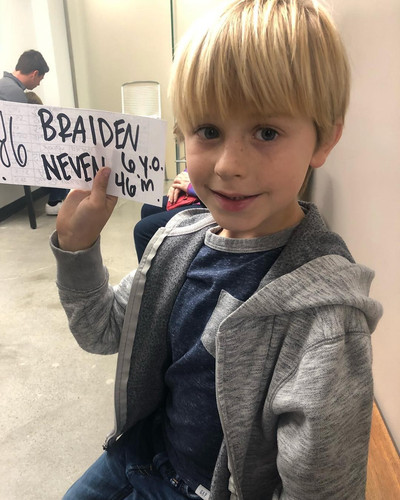 BRAIDEN
NEVEN 6 Y.O.
46 M